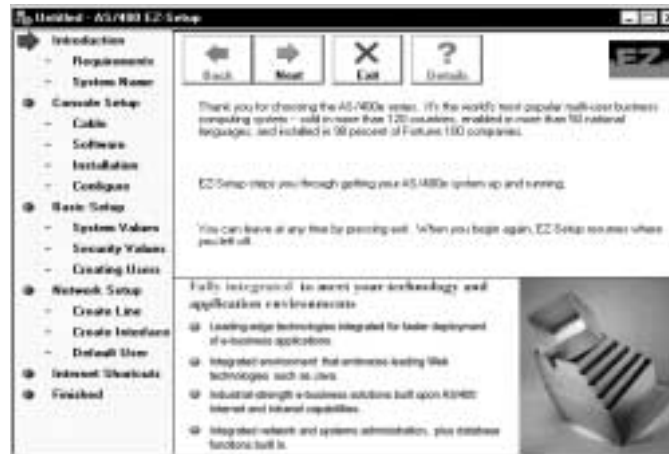 Untitled - AS/400 EZ-Setup
Introduction
- Requirements
- System Name
Console Setup
- Cable
- Software
- Installation
- Configure
Basic Setup
- System Values
- Security Values
- Creating Users
Network Setup
- Create Line
- Create Interface
- Default User
Internet Shortcuts
Finished
Back
Next
Exit
?
Details
EZ
Thank you for choosing the AS/400e series. It's the world's most popular multi-user business
computing system -- sold in more than 120 countries, enabled in more than 50 national
languages, and installed in 98 percent of Fortune 100 companies.
EZ-Setup steps you through getting your AS/400e system up and running.
You can leave at any time by pressing exit. When you begin again, EZ-Setup resumes where
you left off.
Fully integrated to meet your technology and
application environments
Leading-edge technologies integrated for faster deployment
of e-business applications.
Integrated environment that embraces leading Web
technologies such as Java.
Industrial-strength e-business solutions built upon AS/400
Internet and intranet capabilities.
Integrated network and systems administration, plus database
functions built in.